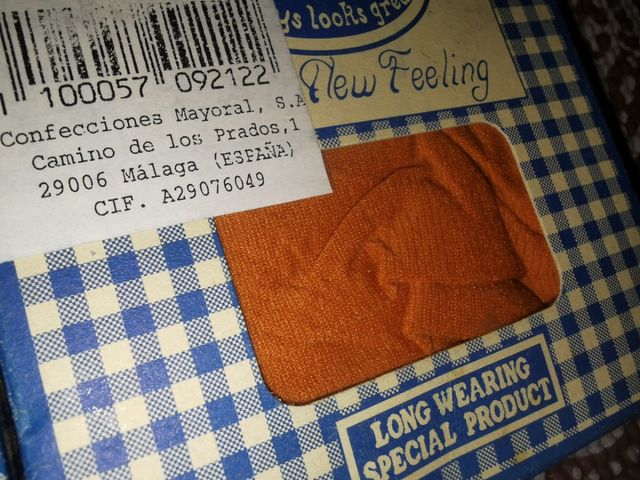 100057 092122
Confecciones Mayoral, S.A
Camino de los Prados,1
29006 Málaga (ESPAÑA)
CIF. A29076049
looks
New Feeling
LONG WEARING
SPECIAL PRODUCT